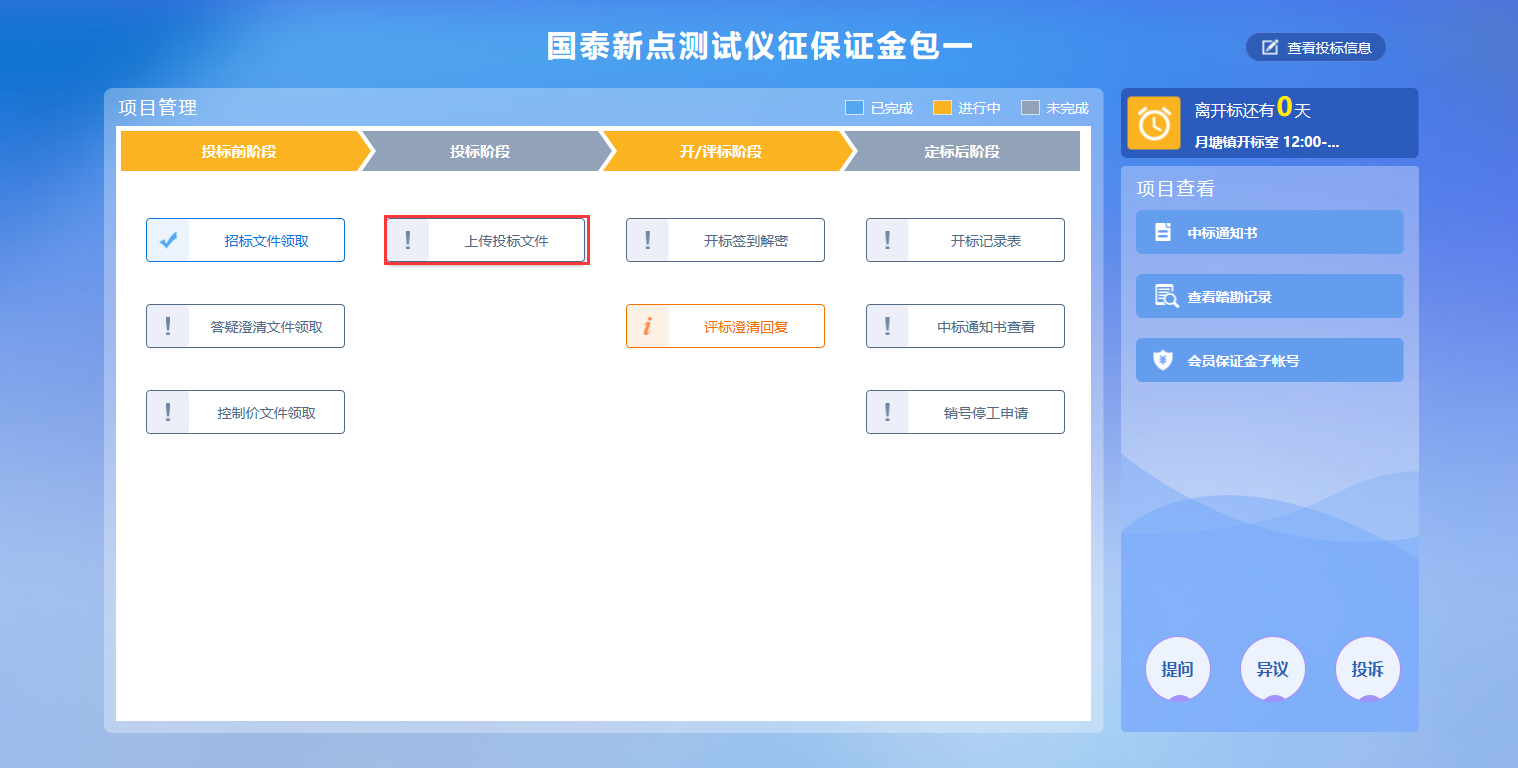 国泰新点测试仪征保证金包一
查看投标信息
项目管理
已完成
进行中
未完成
投标前阶段
投标阶段
开/评标阶段
定标后阶段
招标文件领取
上传投标文件
开标签到解密
开标记录表
答疑澄清文件领取
评标澄清回复
中标通知书查看
控制价文件领取
销号停工申请
离开标还有0天
月塘镇开标室 12:00-...
项目查看
中标通知书
查看踏勘记录
会员保证金子帐号
提问
异议
投诉